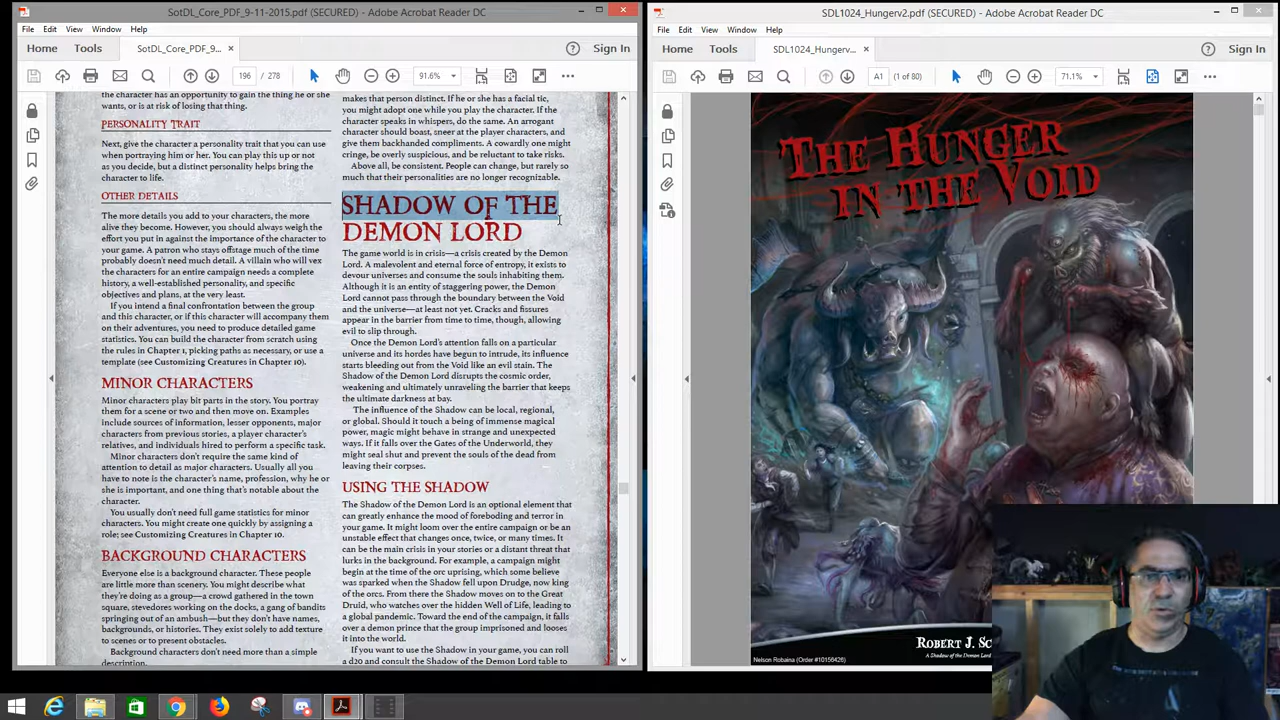 SotDL_Core_PDF_9-11-2015.pdf (SECURED) - Adobe Acrobat Reader DC
File Edit View Window Help
Home Tools SotDL_Core_PDF_9... × Sign In
196 / 278 91.6%
the character has an opportunity to gain the thing he or she
wants, or is at risk of losing that thing.
PERSONALITY TRAIT
Next, give the character a personality trait that you can use
when portraying him or her. You can play this up or not
as you decide, but a distinct personality helps bring the
character to life.
OTHER DETAILS
The more details you add to your characters, the more
alive they become. However, you should always weigh the
effort you put in against the importance of the character to
your game. A patron who stays offstage much of the time
probably doesn't need much detail. A villain who will vex
the characters for an entire campaign needs a complete
history, a well-established personality, and specific
objectives and plans, at the very least.
If you intend a final confrontation between the group
and this character, or if this character will accompany them
on their adventures, you need to produce detailed game
statistics. You can build the character from scratch using
the rules in Chapter 1, picking paths as necessary, or use a
template (see Customizing Creatures in Chapter 10).
MINOR CHARACTERS
Minor characters play bit parts in the story. You portray
them for a scene or two and then move on. Examples
include sources of information, lesser opponents, major
characters from previous stories, a player character's
relatives, and individuals hired to perform a specific task.
Minor characters don't require the same kind of
attention to detail as major characters. Usually all you
have to note is the character's name, profession, why he or
she is important, and one thing that's notable about the
character.
You usually don't need full game statistics for minor
characters. You might create one quickly by assigning a
role; see Customizing Creatures in Chapter 10.
BACKGROUND CHARACTERS
Everyone else is a background character. These people
are little more than scenery. You might describe what
they're doing as a group—a crowd gathered in the town
square, stevedores working on the docks, a gang of bandits
springing out of an ambush—but they don't have names,
backgrounds, or histories. They exist solely to add texture
to scenes or to present obstacles.
Background characters don't need more than a simple
description.
makes that person distinct. If he or she has a facial tic,
you might adopt one while you play the character. If the
character speaks in whispers, do the same. An arrogant
character should boast, sneer at the player characters, and
give them backhanded compliments. A cowardly one might
cringe, be overly suspicious, and be reluctant to take risks.
Above all, be consistent. People can change, but rarely so
much that their personalities are no longer recognizable.
SHADOW OF THE
DEMON LORD
The game world is in crisis—a crisis created by the Demon
Lord. A malevolent and eternal force of entropy, it exists to
devour universes and consume the souls inhabiting them.
Although it is an entity of staggering power, the Demon
Lord cannot pass through the boundary between the Void
and the universe—at least not yet. Cracks and fissures
appear in the barrier from time to time, though, allowing
evil to slip through.
Once the Demon Lord's attention falls on a particular
universe and its hordes have begun to intrude, its influence
starts bleeding out from the Void like an evil stain. The
Shadow of the Demon Lord disrupts the cosmic order,
weakening and ultimately unraveling the barrier that keeps
the ultimate darkness at bay.
The influence of the Shadow can be local, regional,
or global. Should it touch a being of immense magical
power, magic might behave in strange and unexpected
ways. If it falls over the Gates of the Underworld, they
might seal shut and prevent the souls of the dead from
leaving their corpses.
USING THE SHADOW
The Shadow of the Demon Lord is an optional element that
can greatly enhance the mood of foreboding and terror in
your game. It might loom over the entire campaign or be an
unstable effect that changes once, twice, or many times. It
can be the main crisis in your stories or a distant threat that
lurks in the background. For example, a campaign might
begin at the time of the orc uprising, which some believe
was sparked when the Shadow fell upon Drudge, now king
of the orcs. From there the Shadow moves on to the Great
Druid, who watches over the hidden Well of Life, leading to
a global pandemic. Toward the end of the campaign, it falls
over a demon prince that the group imprisoned and looses
it into the world.
If you want to use the Shadow in your game, you can roll
a d20 and consult the Shadow of the Demon Lord table to
SDL1024_Hungerv2.pdf (SECURED) - Adobe Acrobat Reader DC
File Edit View Window Help
Home Tools SDL1024_Hungerv... × Sign In
A1 (1 of 80) 71.1%
THE HUNGER
IN THE VOID
ROBERT J. SC
A Shadow of the Demon Lord
Nelson Robaina (Order #10156426)